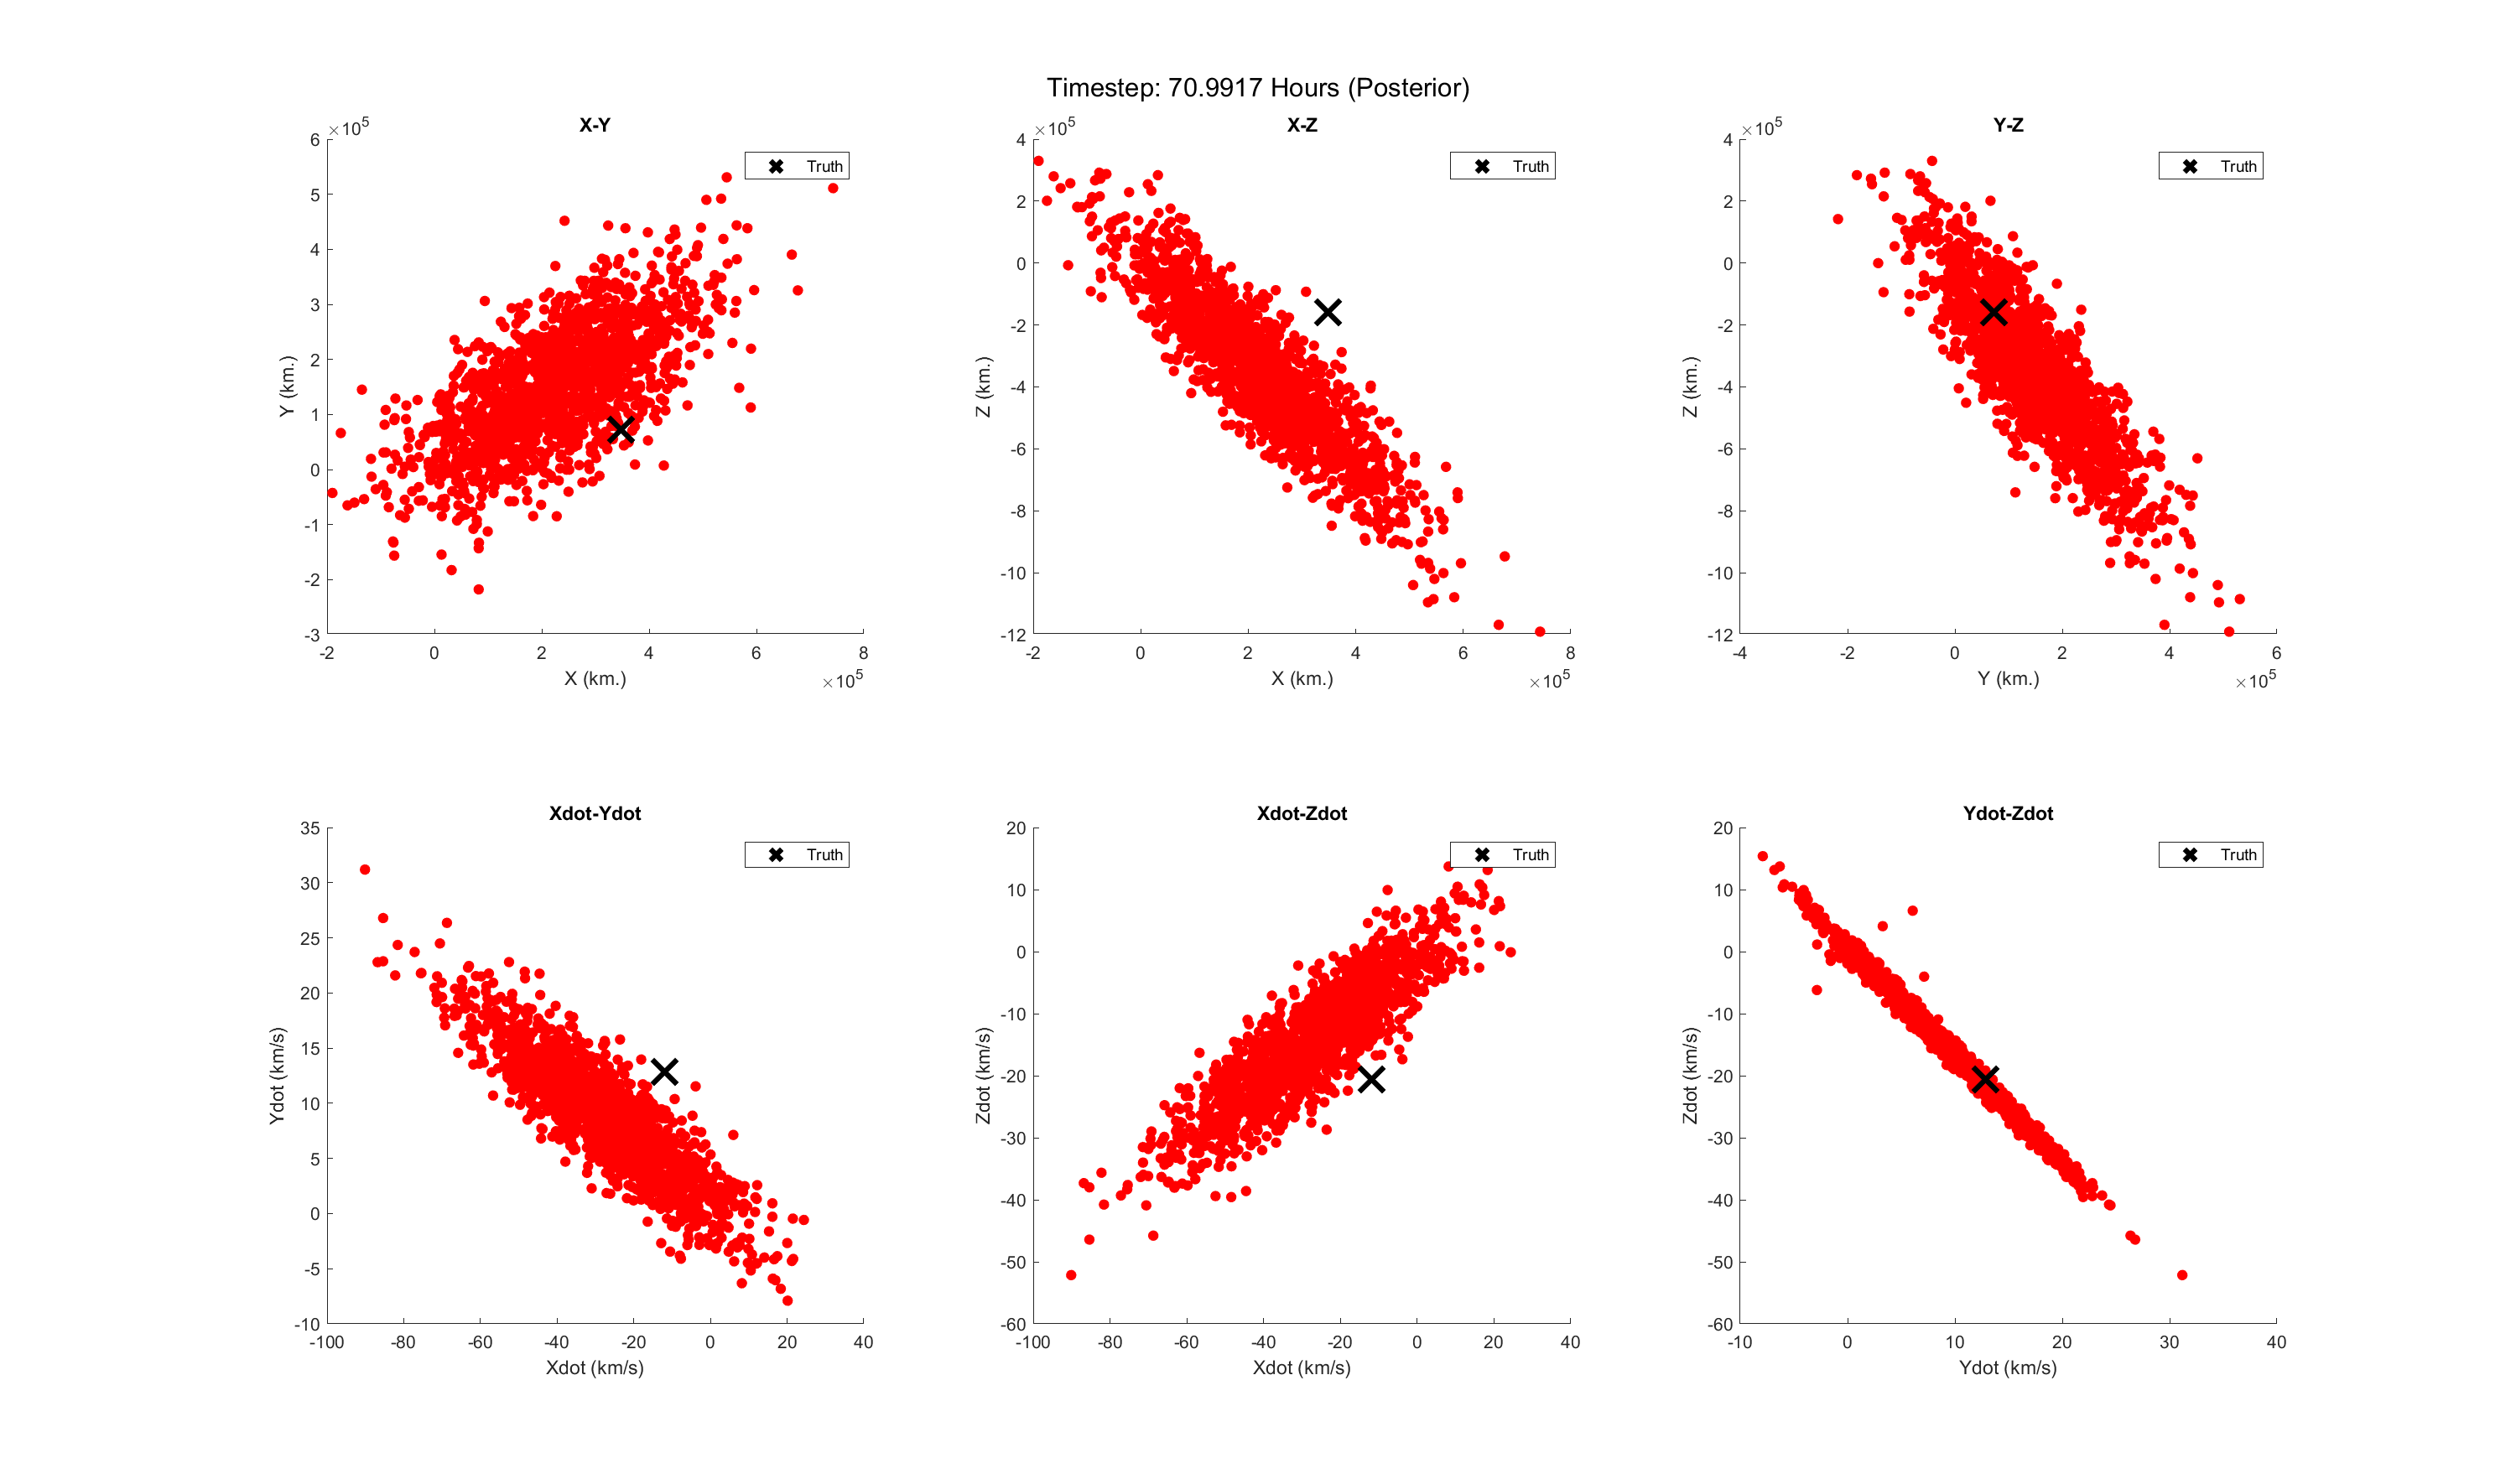 Timestep: 70.9917 Hours (Posterior)
X-Y
×10^5
6
5
4
3
2
1
0
-1
-2
-3
Y (km.)
-2 0 2 4 6 8
X (km.)
×10^5
Truth
X-Z
×10^5
4
2
0
-2
-4
-6
-8
-10
-12
Z (km.)
-2 0 2 4 6 8
X (km.)
×10^5
Truth
Y-Z
×10^5
4
2
0
-2
-4
-6
-8
-10
-12
Z (km.)
-4 -2 0 2 4 6
Y (km.)
×10^5
Truth
Xdot-Ydot
35
30
25
20
15
10
5
0
-5
-10
Ydot (km/s)
-100 -80 -60 -40 -20 0 20 40
Xdot (km/s)
Truth
Xdot-Zdot
20
10
0
-10
-20
-30
-40
-50
-60
Zdot (km/s)
-100 -80 -60 -40 -20 0 20 40
Xdot (km/s)
Truth
Ydot-Zdot
20
10
0
-10
-20
-30
-40
-50
-60
Zdot (km/s)
-10 0 10 20 30 40
Ydot (km/s)
Truth